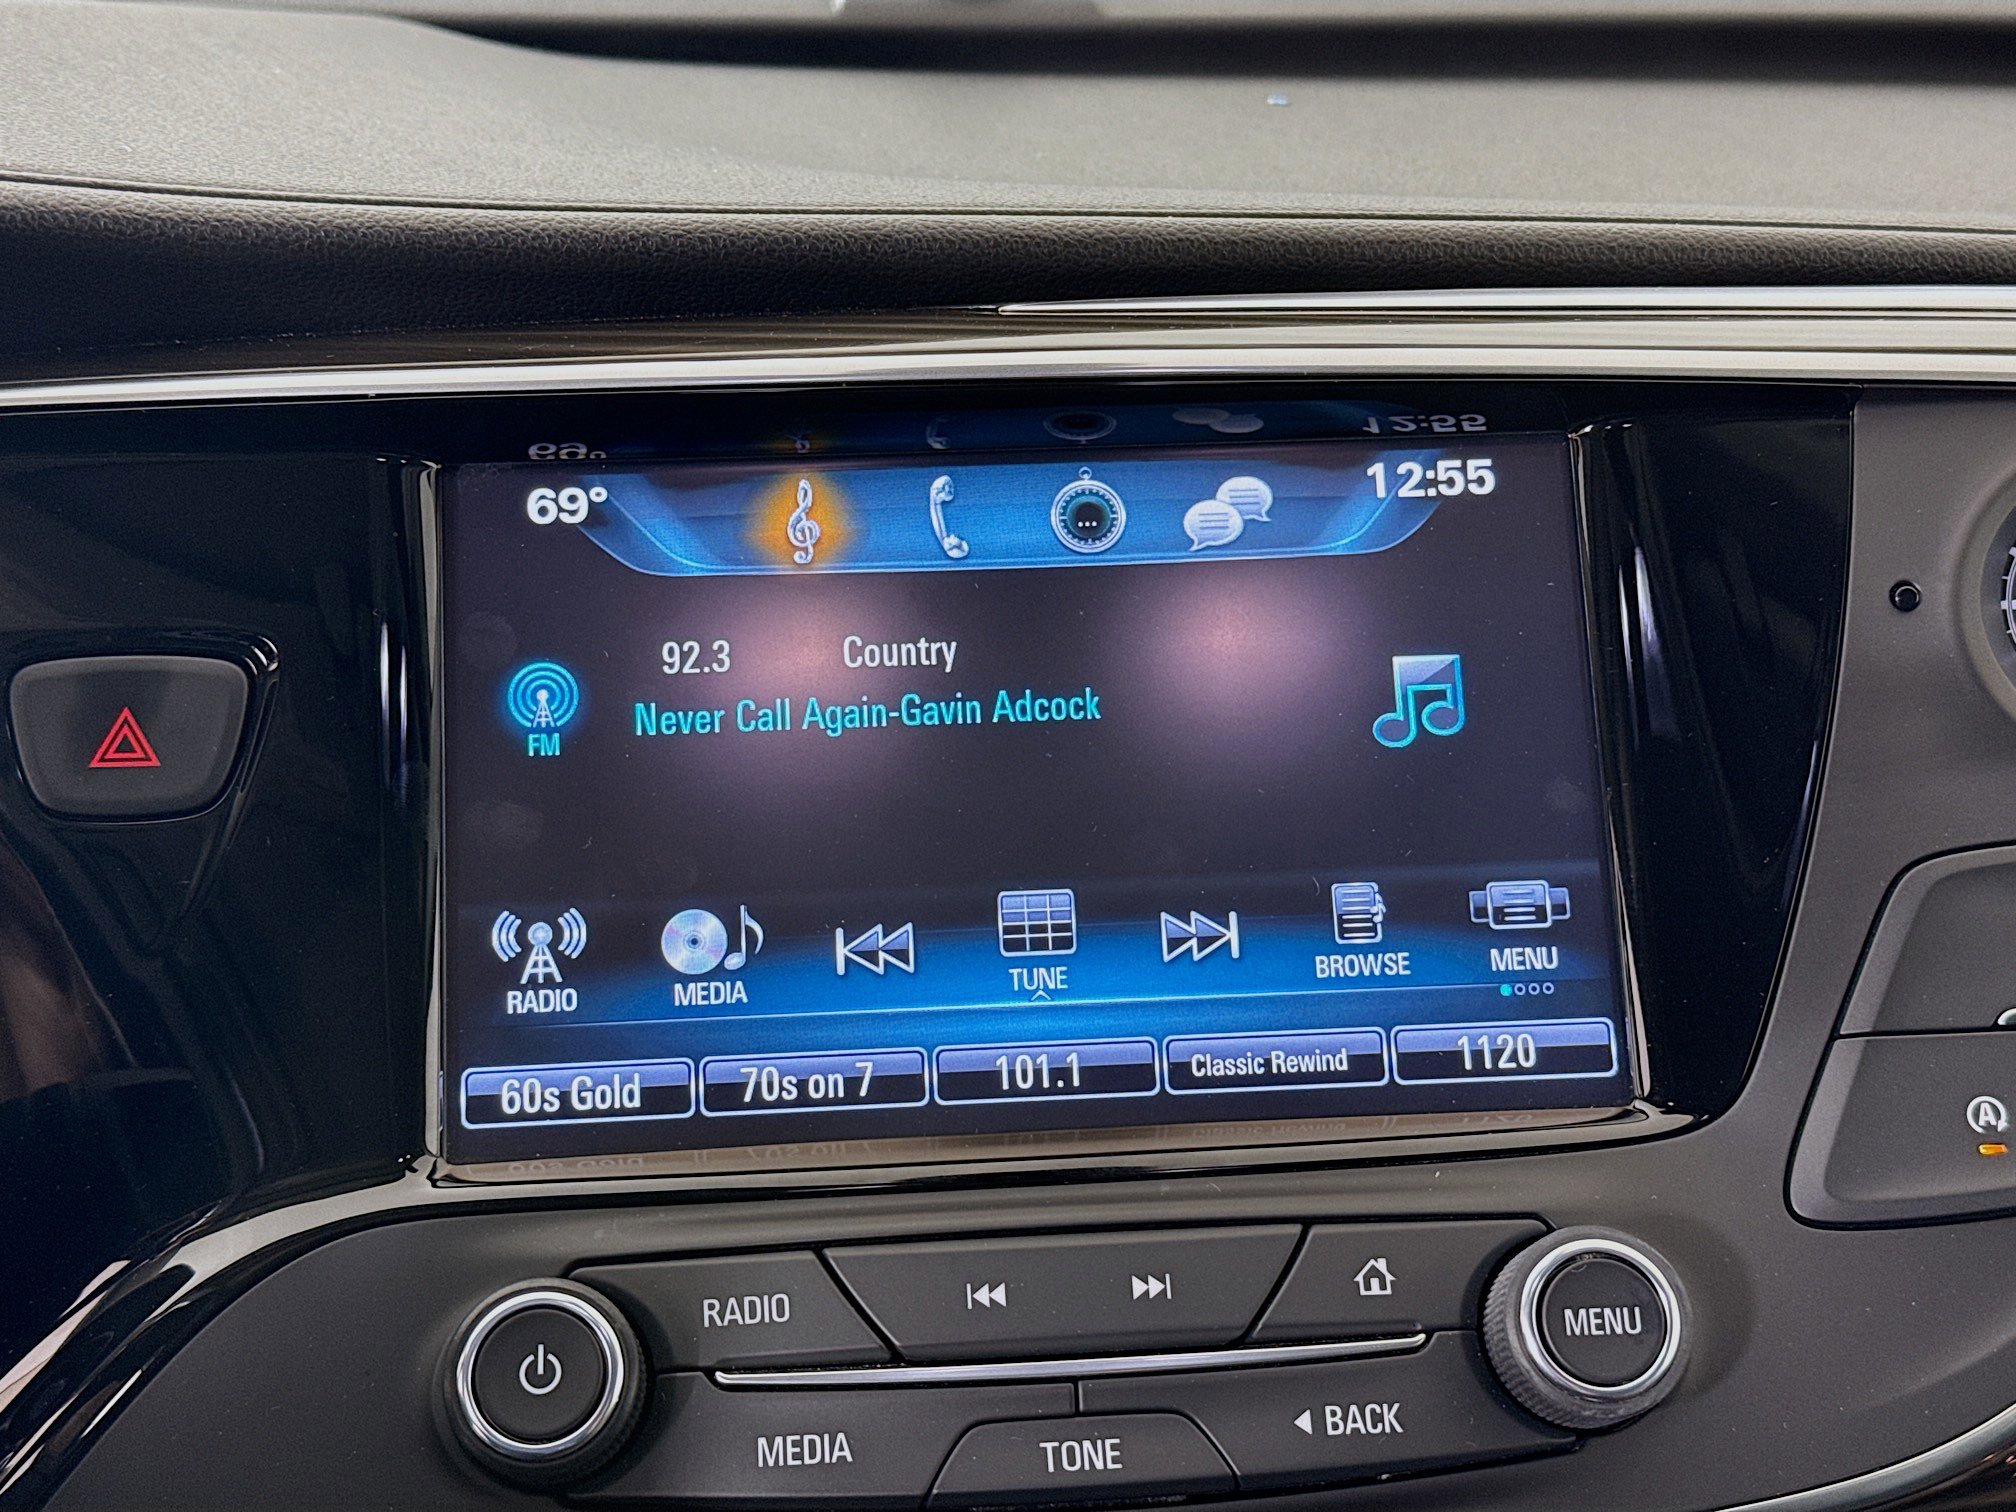 69° 12:55
92.3 Country
Never Call Again-Gavin Adcock
FM
RADIO MEDIA TUNE BROWSE MENU
60s Gold 70s on 7 101.1 Classic Rewind 1120
RADIO MENU
MEDIA TONE BACK
A